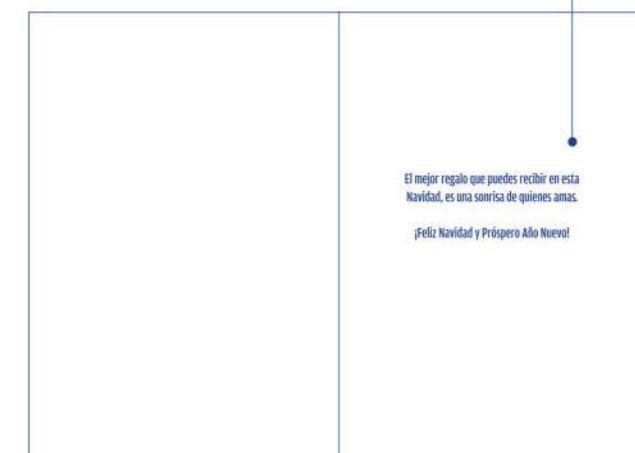 El mejor regalo que puedes recibir en esta
Navidad, es una sonrisa de quienes amas.
¡Feliz Navidad y Próspero Año Nuevo!